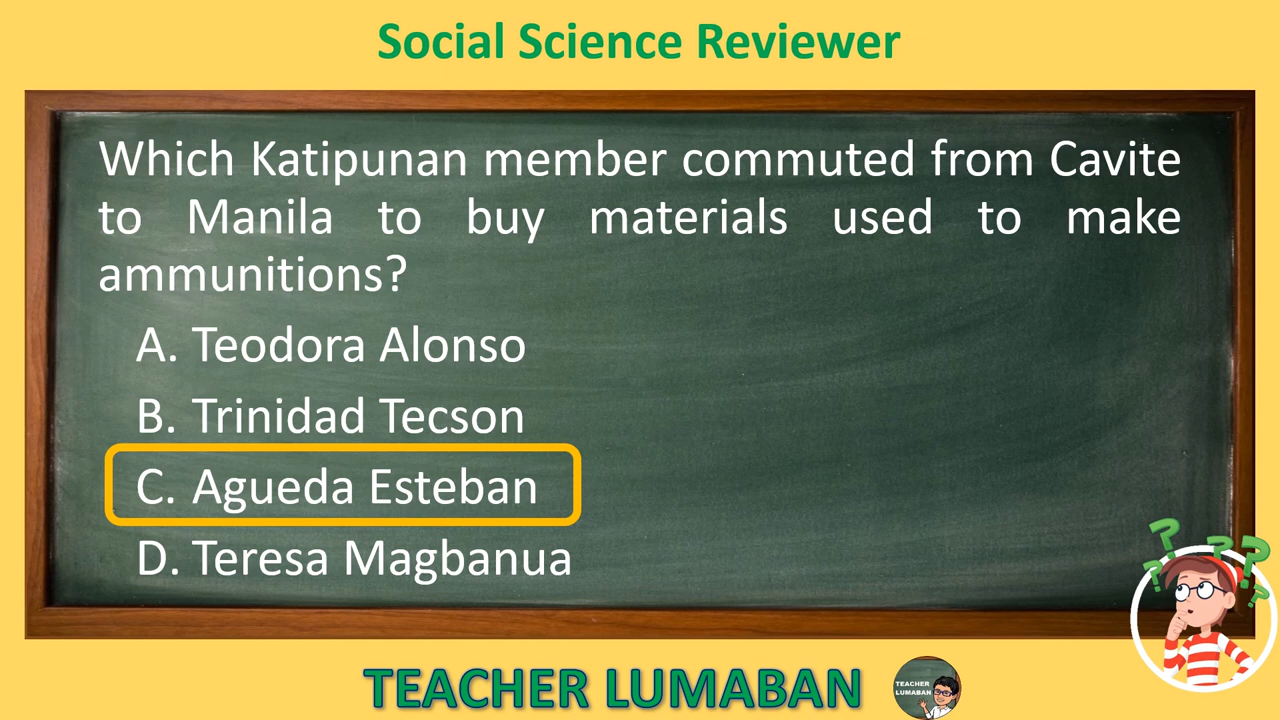 Social Science Reviewer
Which Katipunan member commuted from Cavite
to Manila to buy materials used to make
ammunitions?
A. Teodora Alonso
B. Trinidad Tecson
C. Agueda Esteban
D. Teresa Magbanua
? ? ? ? ?
TEACHER LUMABAN
TEACHER
LUMABAN